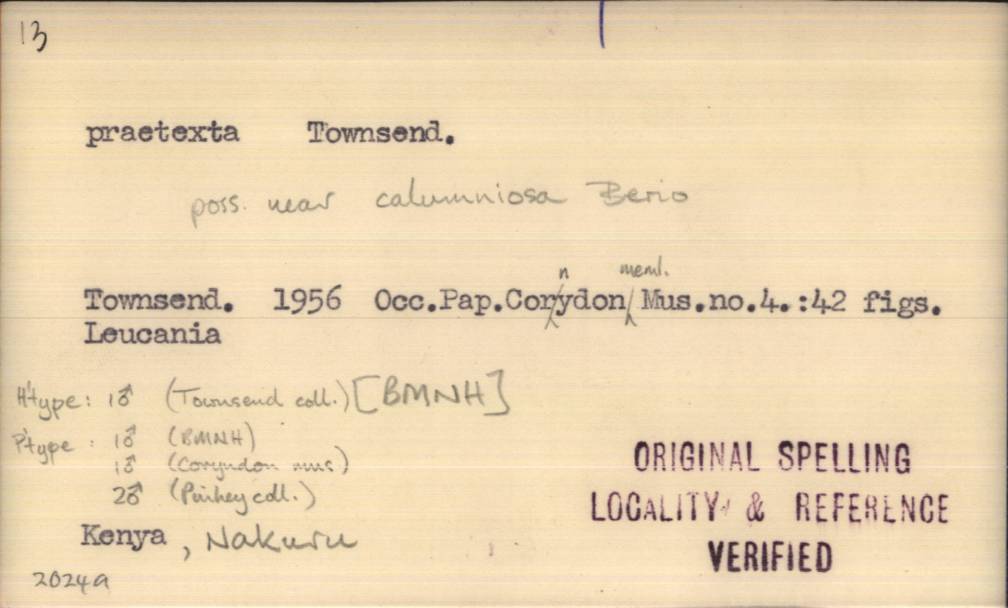 13
praetexta Townsend.
poss. near calumniosa Berio
n meml.
Townsend. 1956 Occ.Pap.Corydon Mus.no.4.:42 figs.
Leucania
H'type: 1♂ (Townsend coll.) [BMNH]
P'type: 1♂ (BMNH)
1♂ (Coryndon mus)
2♂ (Pinhey coll.)
Kenya, Nakuru
2024a
ORIGINAL SPELLING
LOCALITY & REFERENCE
VERIFIED